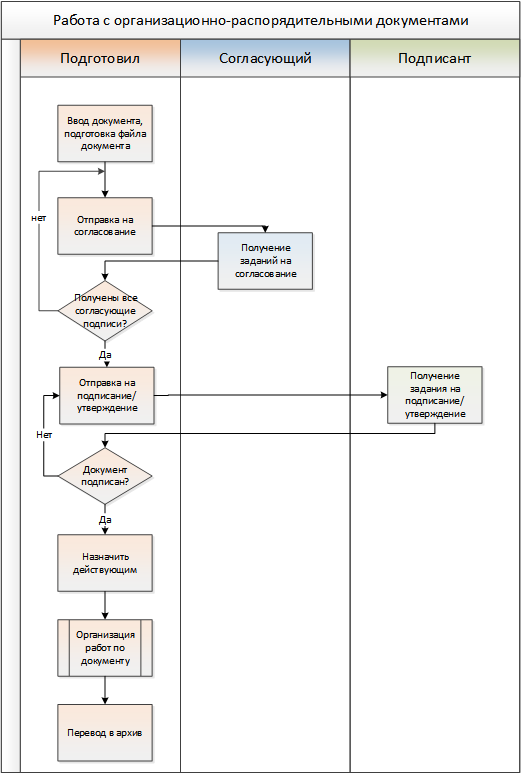 Работа с организационно-распорядительными документами
Подготовил
Согласующий
Подписант
Ввод документа,
подготовка файла
документа
нет
Отправка на
согласование
Получение
заданий на
согласование
Получены все
согласующие
подписи?
Да
Отправка на
подписание/
утверждение
Получение
задания на
подписание/
утверждение
Нет
Документ
подписан?
Да
Назначить
действующим
Организация
работ по
документу
Перевод в архив